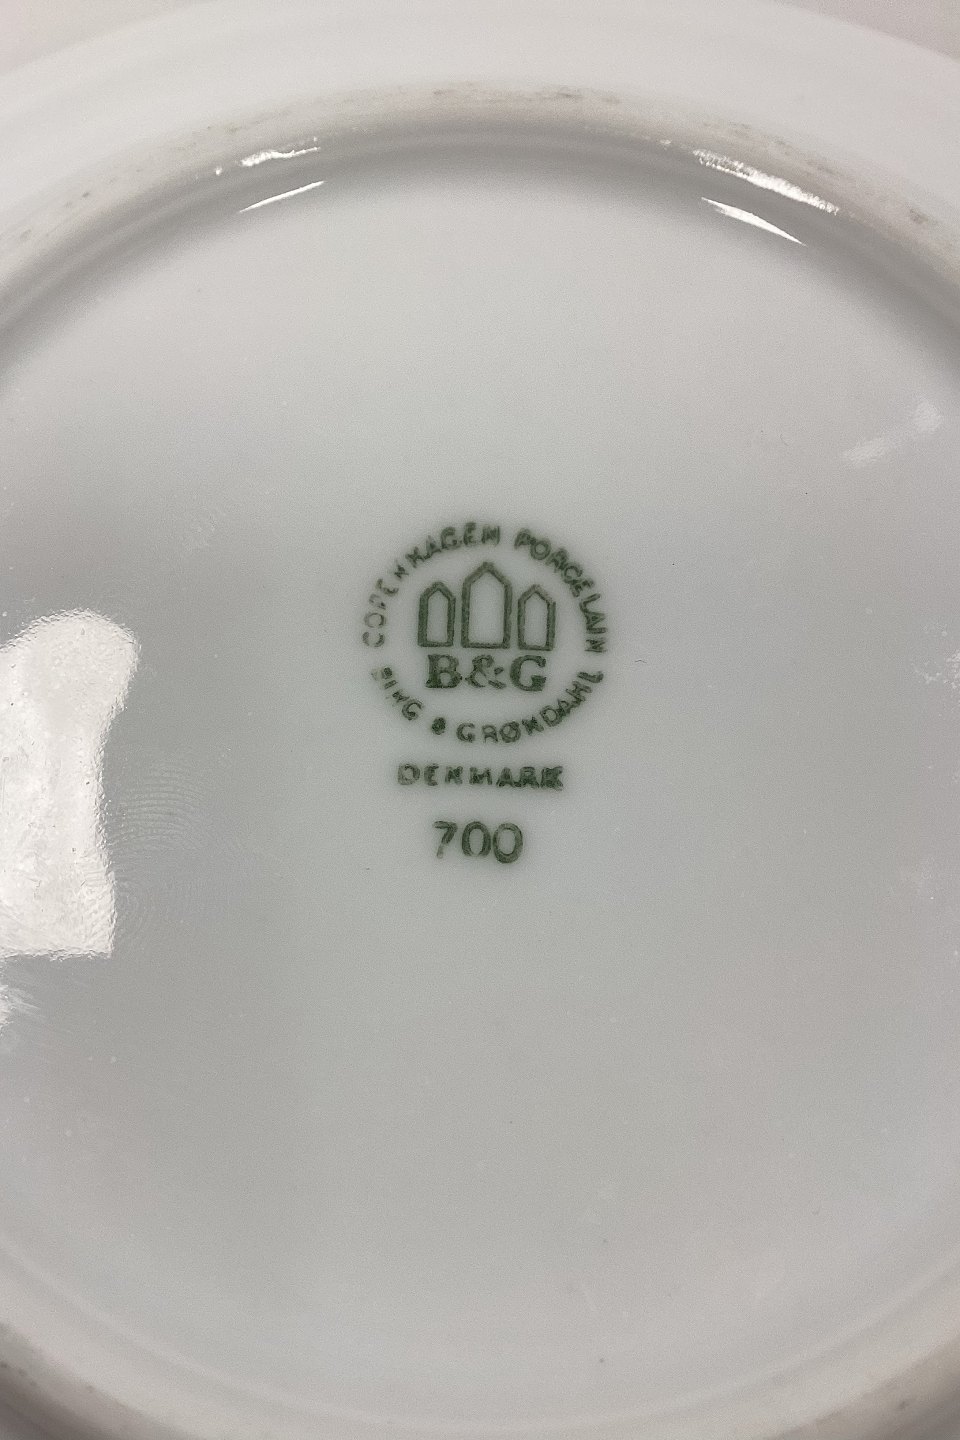 COPENHAGEN PORCELAIN
B&G
BING & GRØNDAHL
DENMARK
700